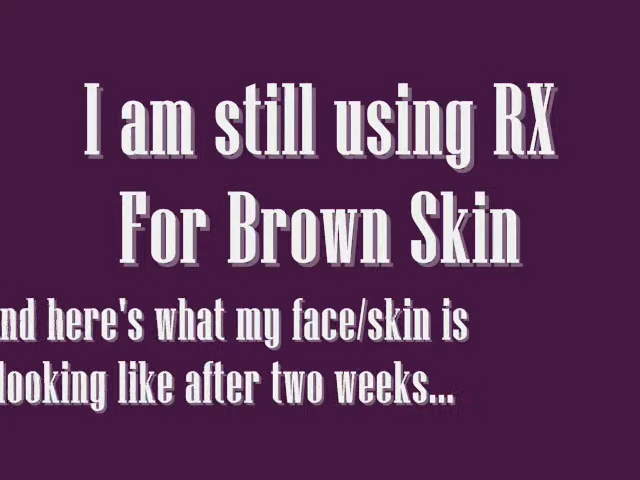 I am still using RX
For Brown Skin
nd here's what my face/skin is
looking like after two weeks...